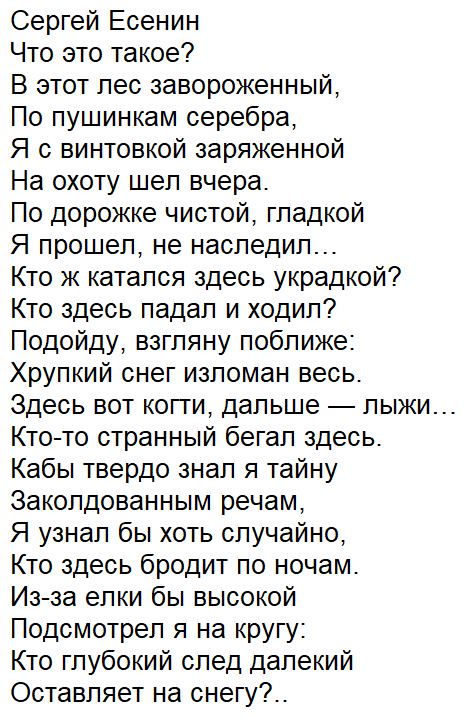 Сергей Есенин
Что это такое?
В этот лес завороженный,
По пушинкам серебра,
Я с винтовкой заряженной
На охоту шел вчера.
По дорожке чистой, гладкой
Я прошел, не наследил…
Кто ж катался здесь украдкой?
Кто здесь падал и ходил?
Подойду, взгляну поближе:
Хрупкий снег изломан весь.
Здесь вот когти, дальше — лыжи…
Кто-то странный бегал здесь.
Кабы твердо знал я тайну
Заколдованным речам,
Я узнал бы хоть случайно,
Кто здесь бродит по ночам.
Из-за елки бы высокой
Подсмотрел я на кругу:
Кто глубокий след далекий
Оставляет на снегу?..